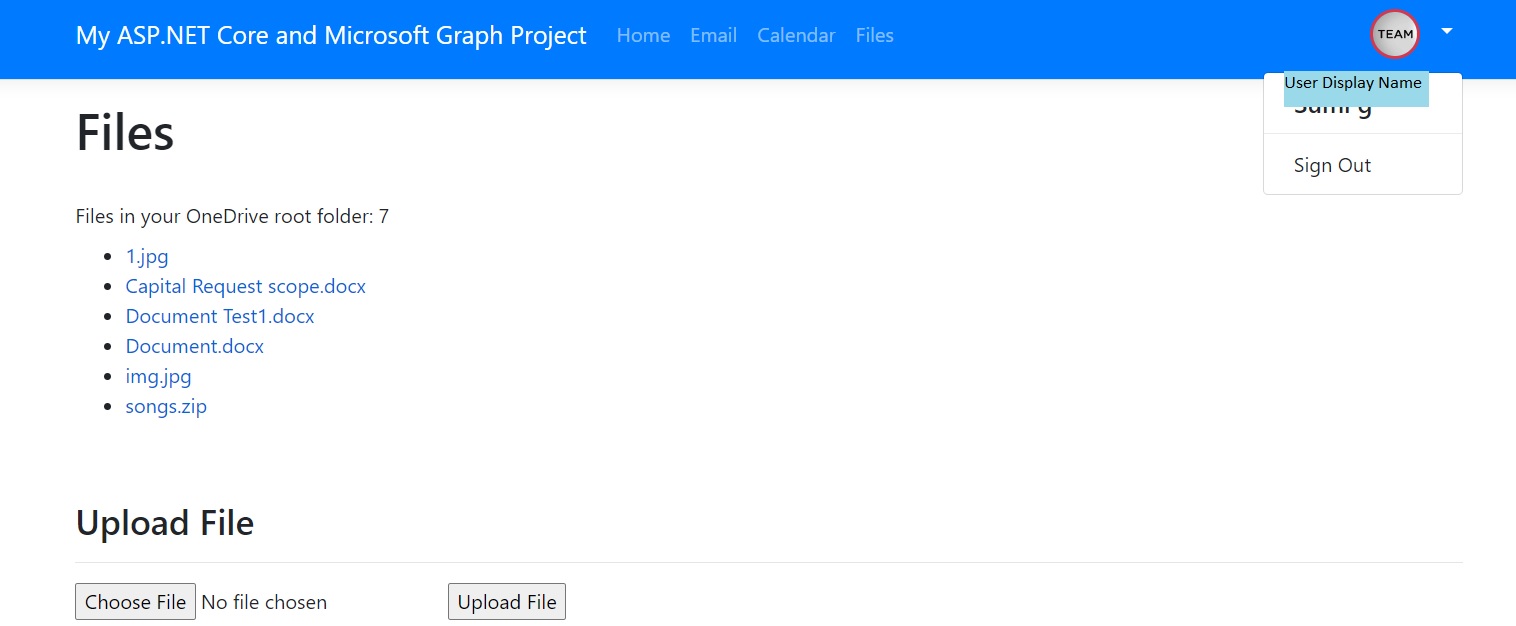 My ASP.NET Core and Microsoft Graph Project Home Email Calendar Files TEAM
User Display Name
Sign Out
Files
Files in your OneDrive root folder: 7
1.jpg
Capital Request scope.docx
Document Test1.docx
Document.docx
img.jpg
songs.zip
Upload File
Choose File No file chosen Upload File